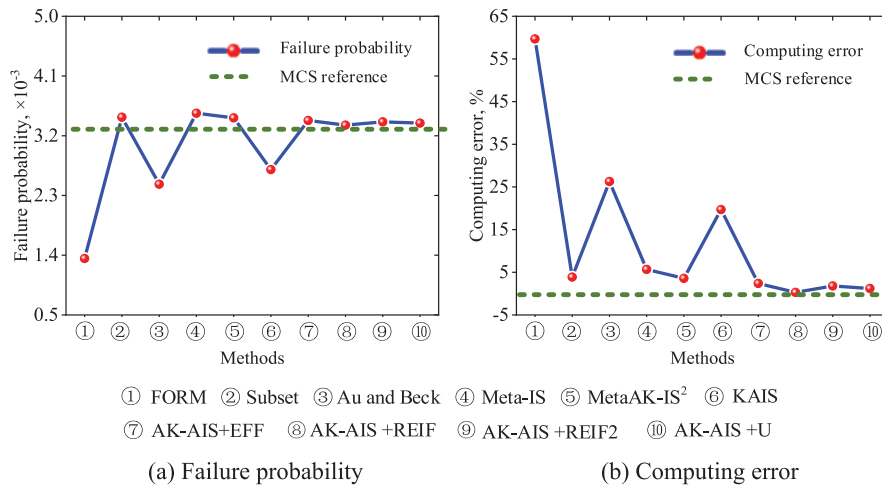 5.0
4.1
3.2
2.3
1.4
0.5
Failure probability, ×10⁻³
Failure probability
MCS reference
① ② ③ ④ ⑤ ⑥ ⑦ ⑧ ⑨ ⑩
Methods
65
55
45
35
25
15
5
-5
Computing error, %
Computing error
MCS reference
① ② ③ ④ ⑤ ⑥ ⑦ ⑧ ⑨ ⑩
Methods
① FORM ② Subset ③ Au and Beck ④ Meta-IS ⑤ MetaAK-IS² ⑥ KAIS
⑦ AK-AIS+EFF ⑧ AK-AIS +REIF ⑨ AK-AIS +REIF2 ⑩ AK-AIS +U
(a) Failure probability
(b) Computing error